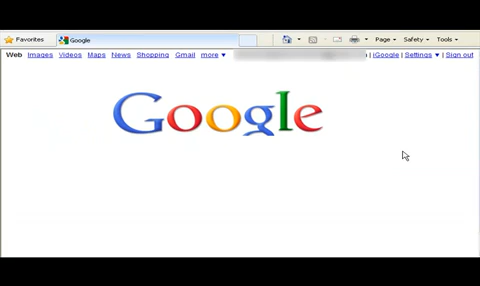 Favorites Google Page Safety Tools
Web Images Videos Maps News Shopping Gmail more | iGoogle | Settings | Sign out
Google